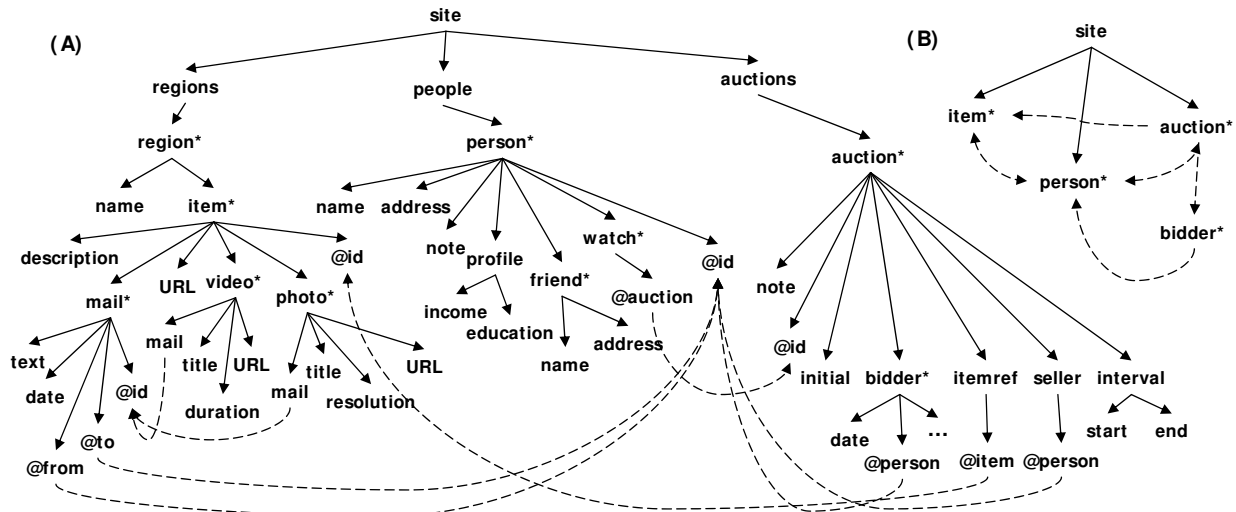 site
(A)
(B)
site
regions
people
auctions
item*
auction*
region*
person*
auction*
person*
name
item*
name
address
bidder*
description
@id
note
profile
watch*
@id
mail*
URL
video*
photo*
friend*
@auction
note
income
education
text
mail
title
URL
title
URL
name
address
@id
date
@id
duration
mail
resolution
initial
bidder*
itemref
seller
interval
@to
date
...
start
end
@from
@person
@item
@person